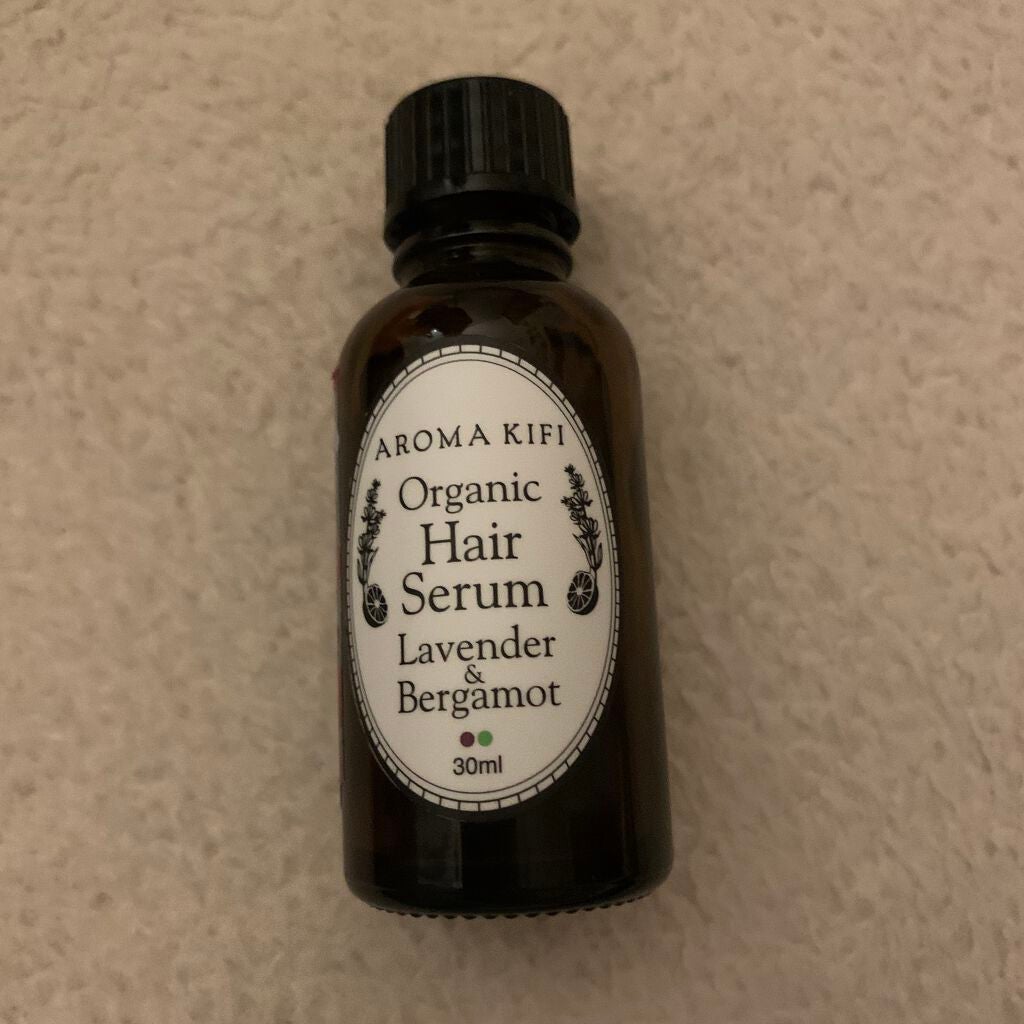 AROMA KIFI
Organic
Hair
Serum
Lavender
&
Bergamot
30ml